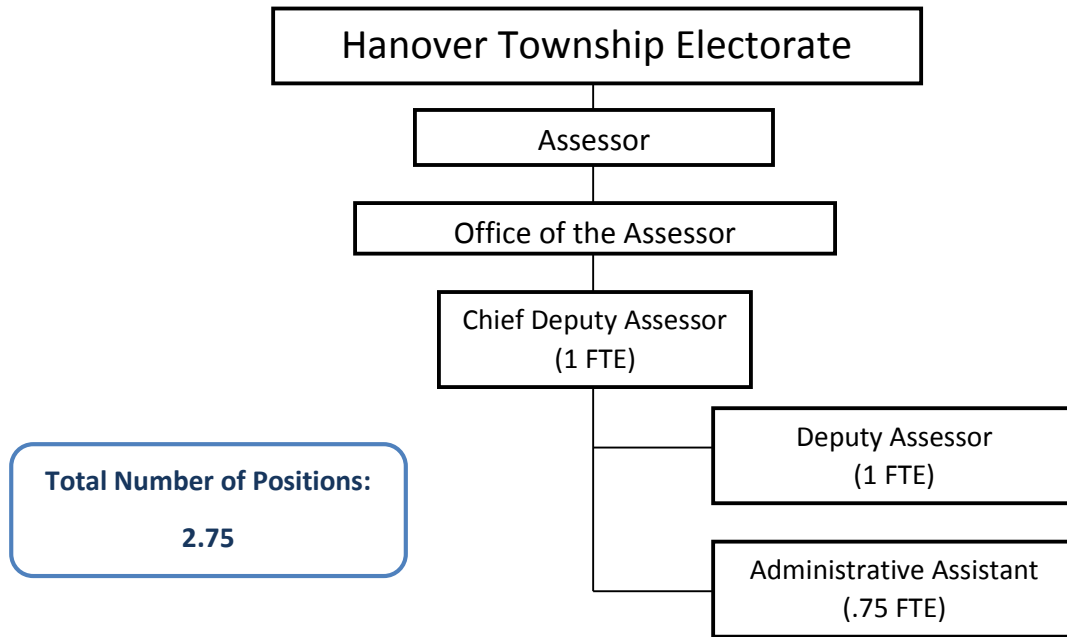 Hanover Township Electorate
Assessor
Office of the Assessor
Chief Deputy Assessor
(1 FTE)
Deputy Assessor
(1 FTE)
Total Number of Positions:
2.75
Administrative Assistant
(.75 FTE)